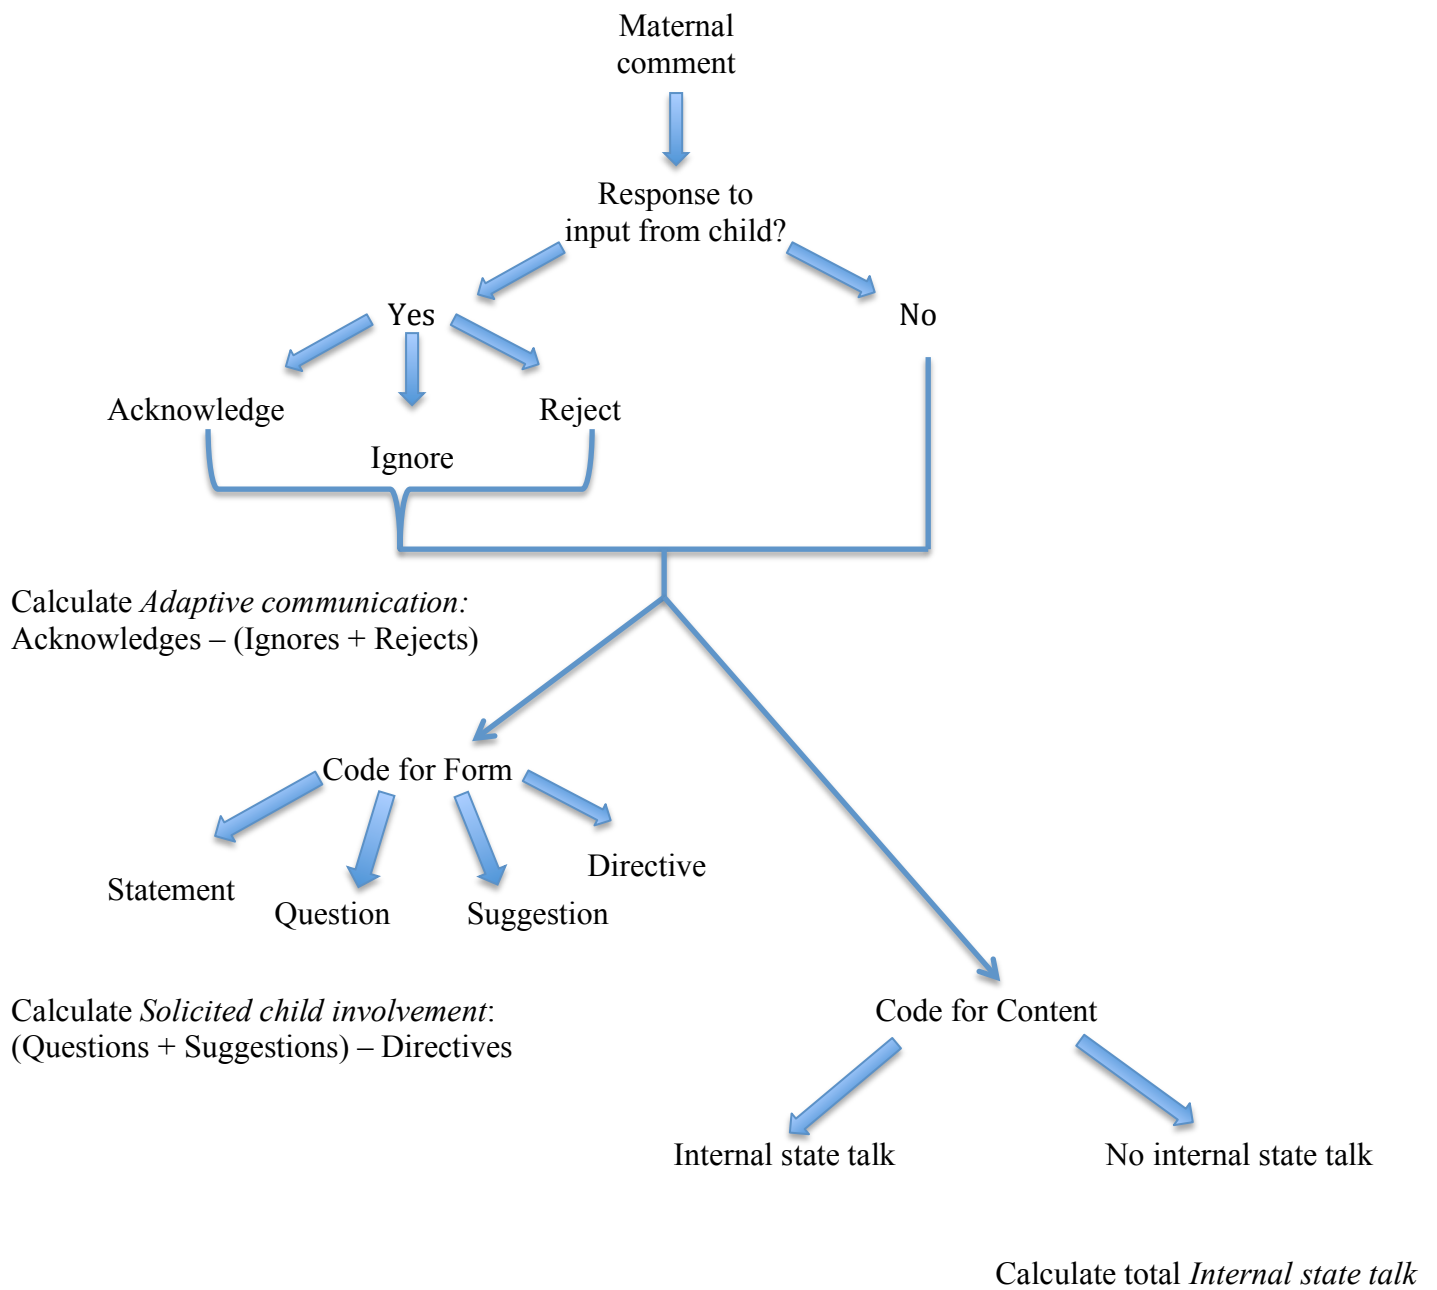 Maternal
comment
Response to
input from child?
Yes
No
Acknowledge
Ignore
Reject
Calculate Adaptive communication:
Acknowledges – (Ignores + Rejects)
Code for Form
Statement
Question
Suggestion
Directive
Calculate Solicited child involvement:
(Questions + Suggestions) – Directives
Code for Content
Internal state talk
No internal state talk
Calculate total Internal state talk